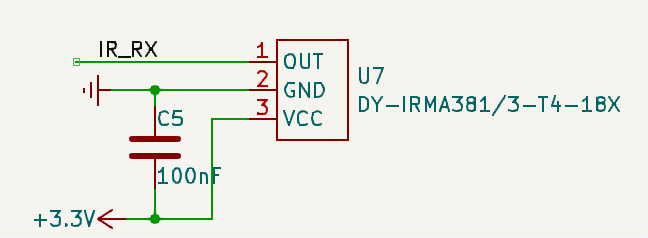 IR_RX
1 OUT
2 GND
3 VCC
U7
DY-IRMA381/3-T4-18X
C5
100nF
+3.3V